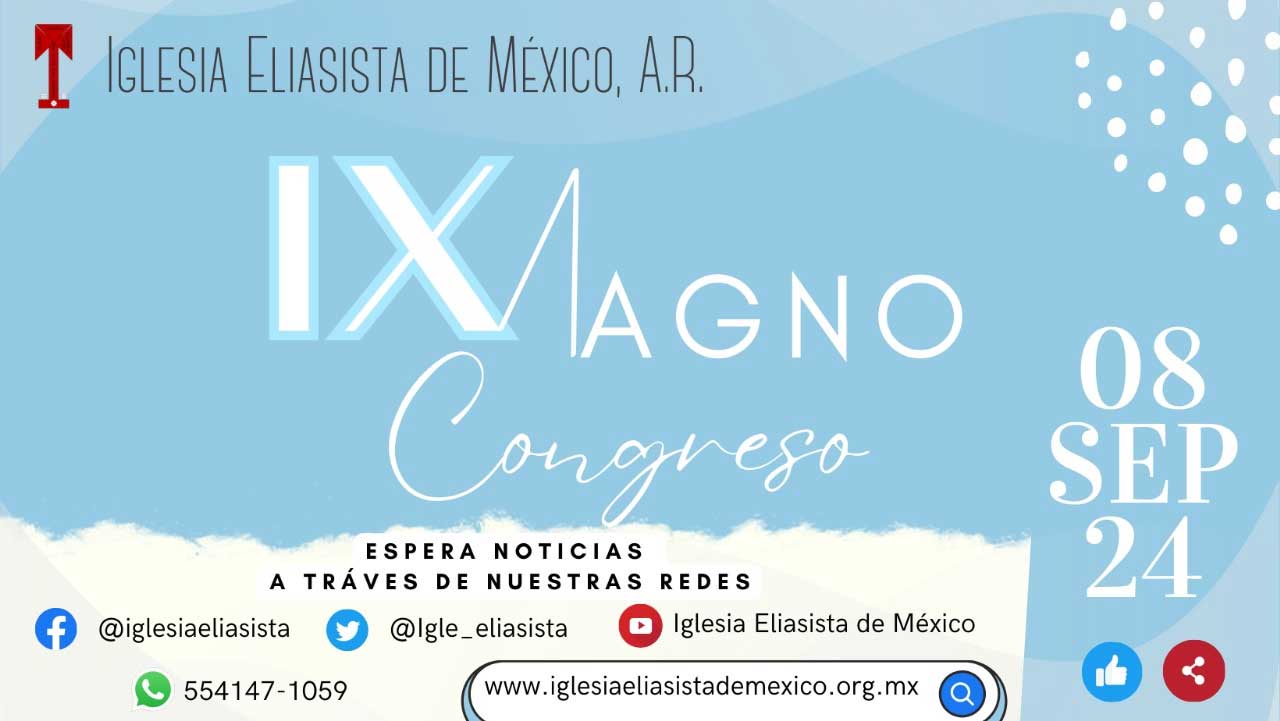 Iglesia Eliasista de México, A.R.
IX MAGNO
Congreso
08
SEP
24
ESPERA NOTICIAS
A TRÁVES DE NUESTRAS REDES
@iglesiaeliasista
@Igle_eliasista
Iglesia Eliasista de México
554147-1059
www.iglesiaeliasistademexico.org.mx